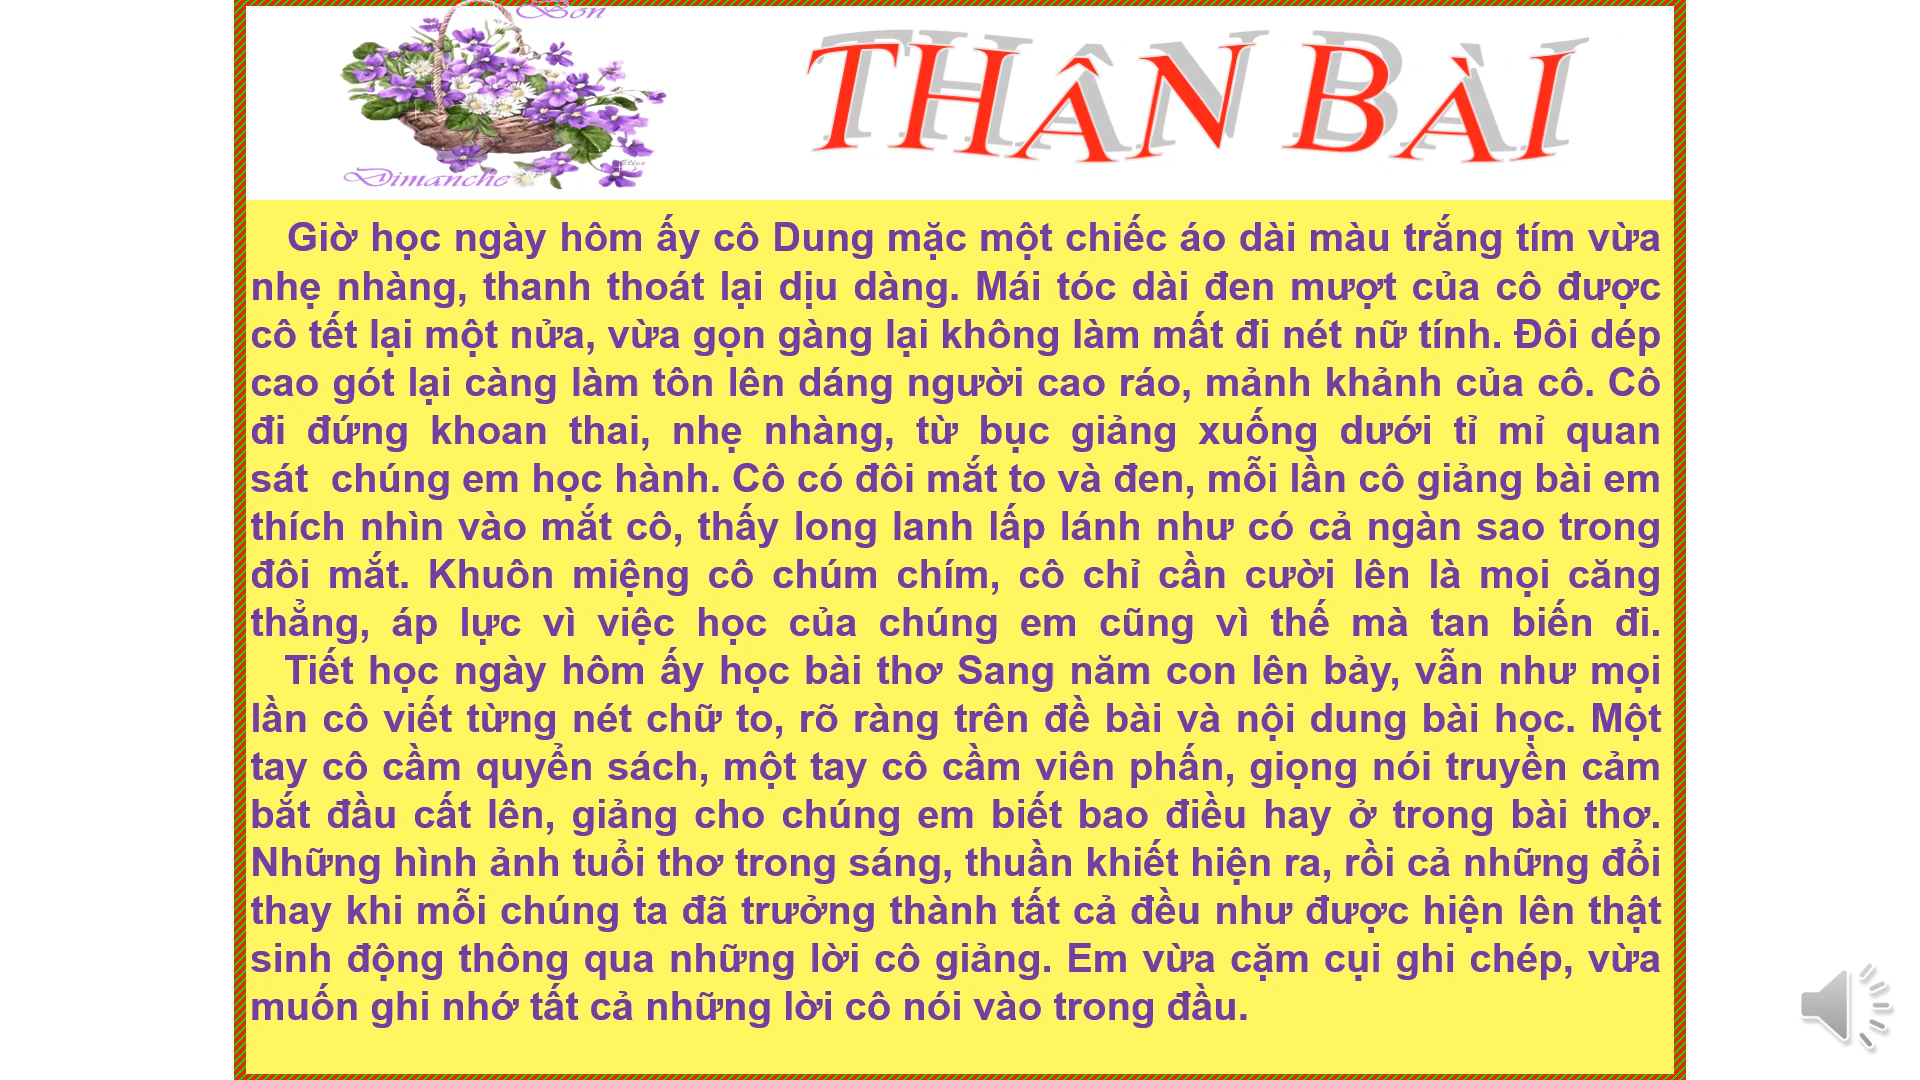 Bon
THÂN BÀI
Dimanche
Giờ học ngày hôm ấy cô Dung mặc một chiếc áo dài màu trắng tím vừa
nhẹ nhàng, thanh thoát lại dịu dàng. Mái tóc dài đen mượt của cô được
cô tết lại một nửa, vừa gọn gàng lại không làm mất đi nét nữ tính. Đôi dép
cao gót lại càng làm tôn lên dáng người cao ráo, mảnh khảnh của cô. Cô
đi đứng khoan thai, nhẹ nhàng, từ bục giảng xuống dưới tỉ mỉ quan
sát chúng em học hành. Cô có đôi mắt to và đen, mỗi lần cô giảng bài em
thích nhìn vào mắt cô, thấy long lanh lấp lánh như có cả ngàn sao trong
đôi mắt. Khuôn miệng cô chúm chím, cô chỉ cần cười lên là mọi căng
thẳng, áp lực vì việc học của chúng em cũng vì thế mà tan biến đi.
Tiết học ngày hôm ấy học bài thơ Sang năm con lên bảy, vẫn như mọi
lần cô viết từng nét chữ to, rõ ràng trên đề bài và nội dung bài học. Một
tay cô cầm quyển sách, một tay cô cầm viên phấn, giọng nói truyền cảm
bắt đầu cất lên, giảng cho chúng em biết bao điều hay ở trong bài thơ.
Những hình ảnh tuổi thơ trong sáng, thuần khiết hiện ra, rồi cả những đổi
thay khi mỗi chúng ta đã trưởng thành tất cả đều như được hiện lên thật
sinh động thông qua những lời cô giảng. Em vừa cặm cụi ghi chép, vừa
muốn ghi nhớ tất cả những lời cô nói vào trong đầu.